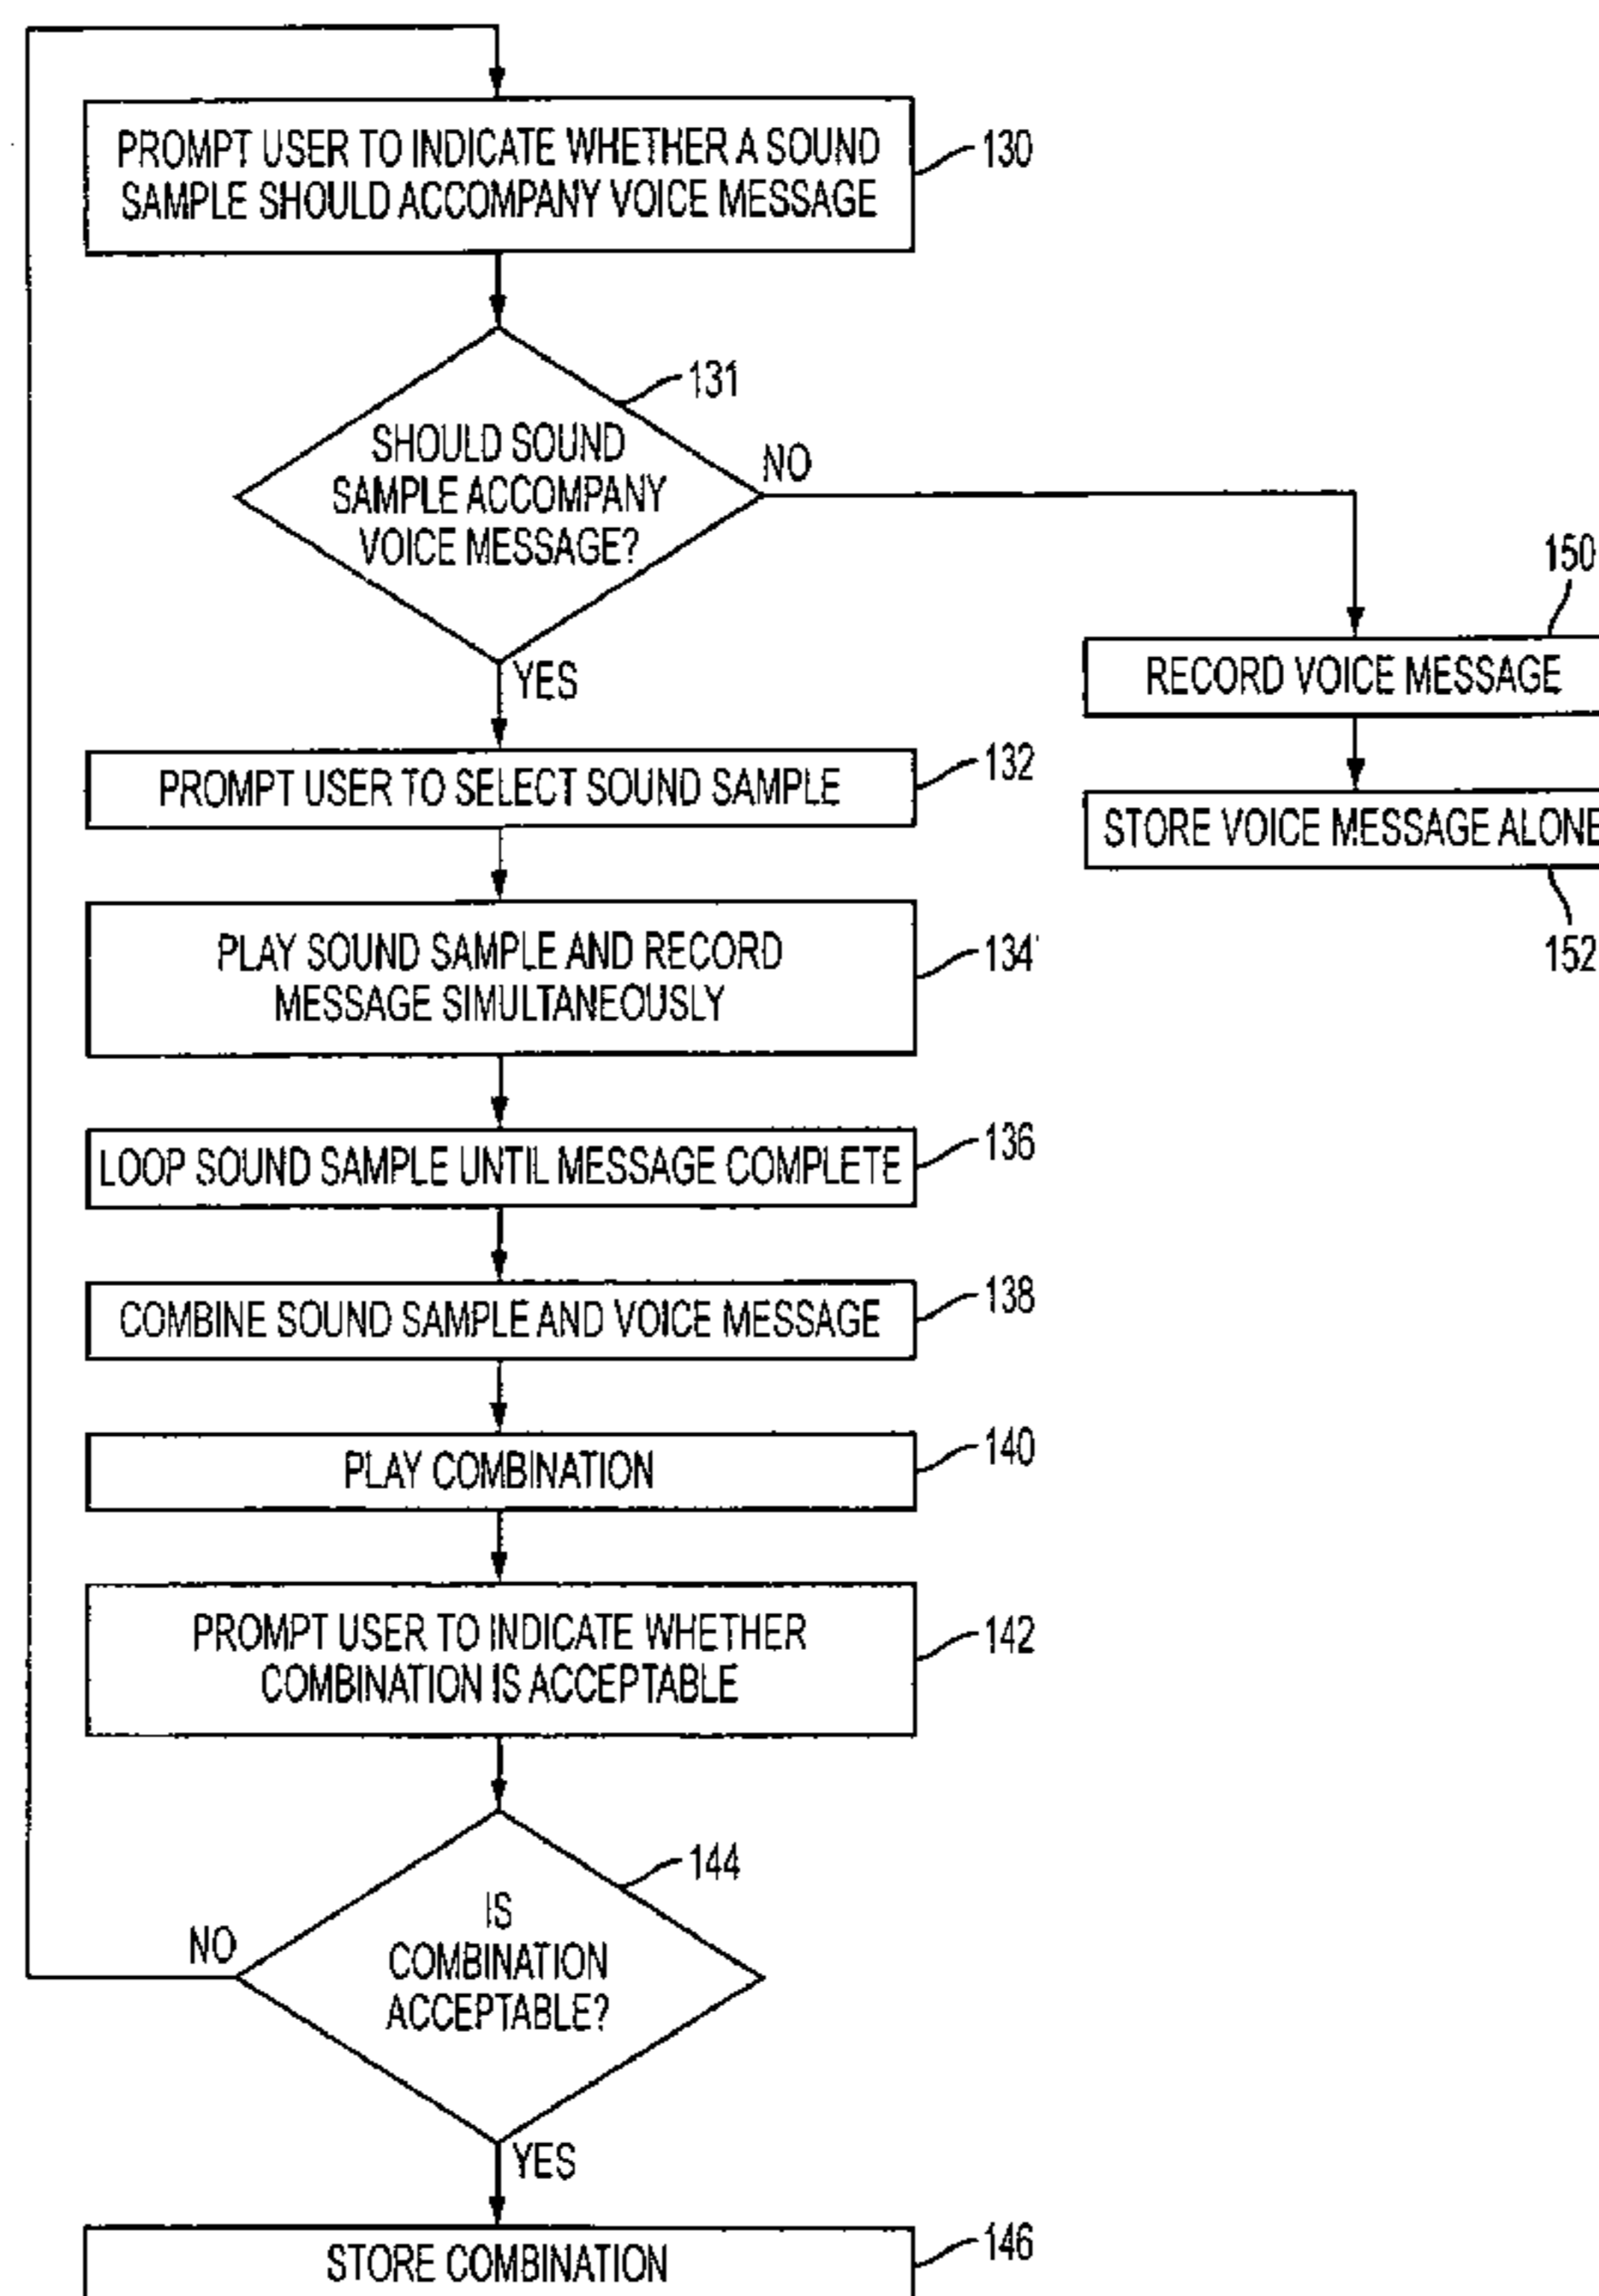 PROMPT USER TO INDICATE WHETHER A SOUND
SAMPLE SHOULD ACCOMPANY VOICE MESSAGE
130
131
SHOULD SOUND
SAMPLE ACCOMPANY
VOICE MESSAGE?
NO
YES
150
RECORD VOICE MESSAGE
STORE VOICE MESSAGE ALONE
152
PROMPT USER TO SELECT SOUND SAMPLE
132
PLAY SOUND SAMPLE AND RECORD
MESSAGE SIMULTANEOUSLY
134
LOOP SOUND SAMPLE UNTIL MESSAGE COMPLETE
136
COMBINE SOUND SAMPLE AND VOICE MESSAGE
138
PLAY COMBINATION
140
PROMPT USER TO INDICATE WHETHER
COMBINATION IS ACCEPTABLE
142
144
IS
COMBINATION
ACCEPTABLE?
NO
YES
STORE COMBINATION
146